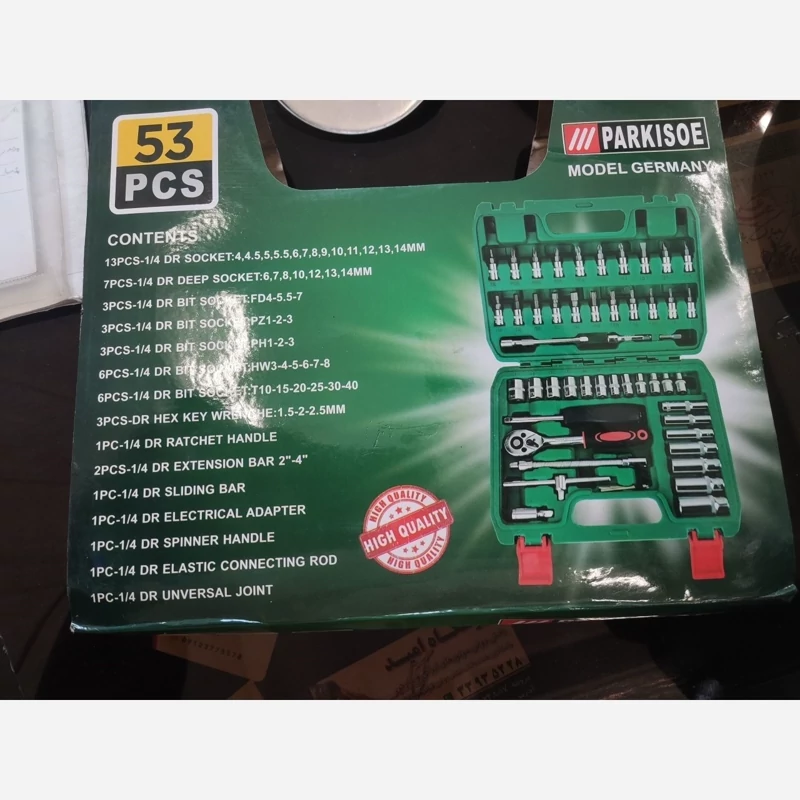 53
PCS
PARKISOE
MODEL GERMANY
CONTENTS
13PCS-1/4 DR SOCKET:4,4.5,5,5.5,6,7,8,9,10,11,12,13,14MM
7PCS-1/4 DR DEEP SOCKET:6,7,8,10,12,13,14MM
3PCS-1/4 DR BIT SOCKET:FD4-5.5-7
3PCS-1/4 DR BIT SOCKET:PZ1-2-3
3PCS-1/4 DR BIT SOCKET:PH1-2-3
6PCS-1/4 DR BIT SOCKET:HW3-4-5-6-7-8
6PCS-1/4 DR BIT SOCKET:T10-15-20-25-30-40
3PCS-DR HEX KEY WRENCHE:1.5-2-2.5MM
1PC-1/4 DR RATCHET HANDLE
2PCS-1/4 DR EXTENSION BAR 2"-4"
1PC-1/4 DR SLIDING BAR
1PC-1/4 DR ELECTRICAL ADAPTER
1PC-1/4 DR SPINNER HANDLE
1PC-1/4 DR ELASTIC CONNECTING ROD
1PC-1/4 DR UNVERSAL JOINT
HIGH QUALITY
HIGH QUALITY
HIGH QUALITY